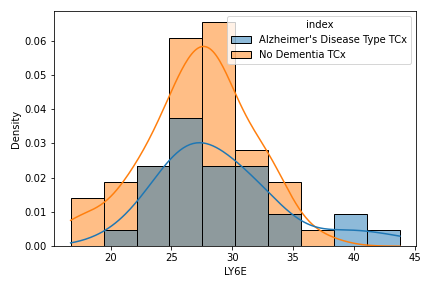 index
Alzheimer's Disease Type TCx
No Dementia TCx
0.06
0.05
0.04
0.03
0.02
0.01
0.00
Density
20 25 30 35 40 45
LY6E